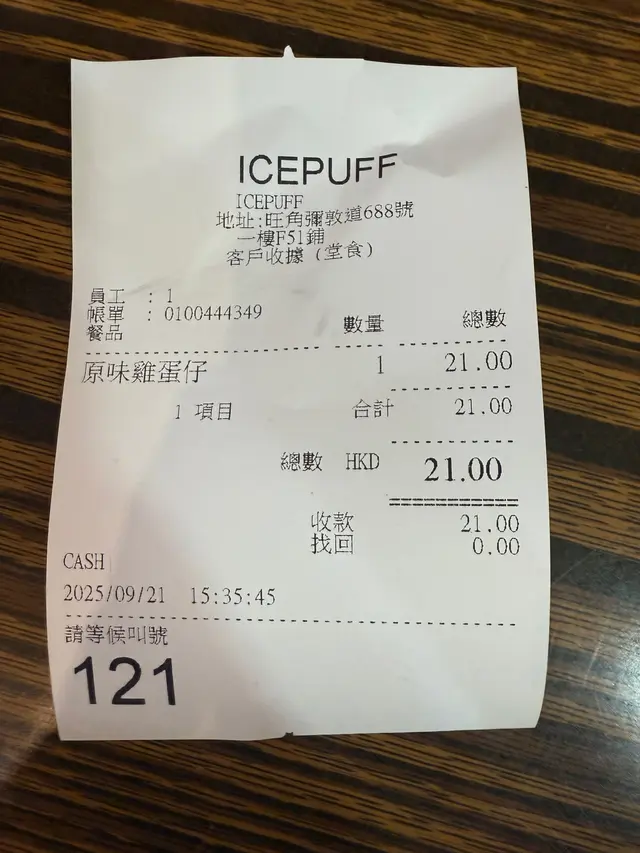 ICEPUFF
ICEPUFF
地址:旺角彌敦道688號
一樓F51鋪
客戶收據 (堂食)
員工 : 1
帳單 : 0100444349
餐品 數量 總數
原味雞蛋仔 1 21.00
1 項目 合計 21.00
總數 HKD 21.00
收款 21.00
找回 0.00
CASH
2025/09/21 15:35:45
請等候叫號
121